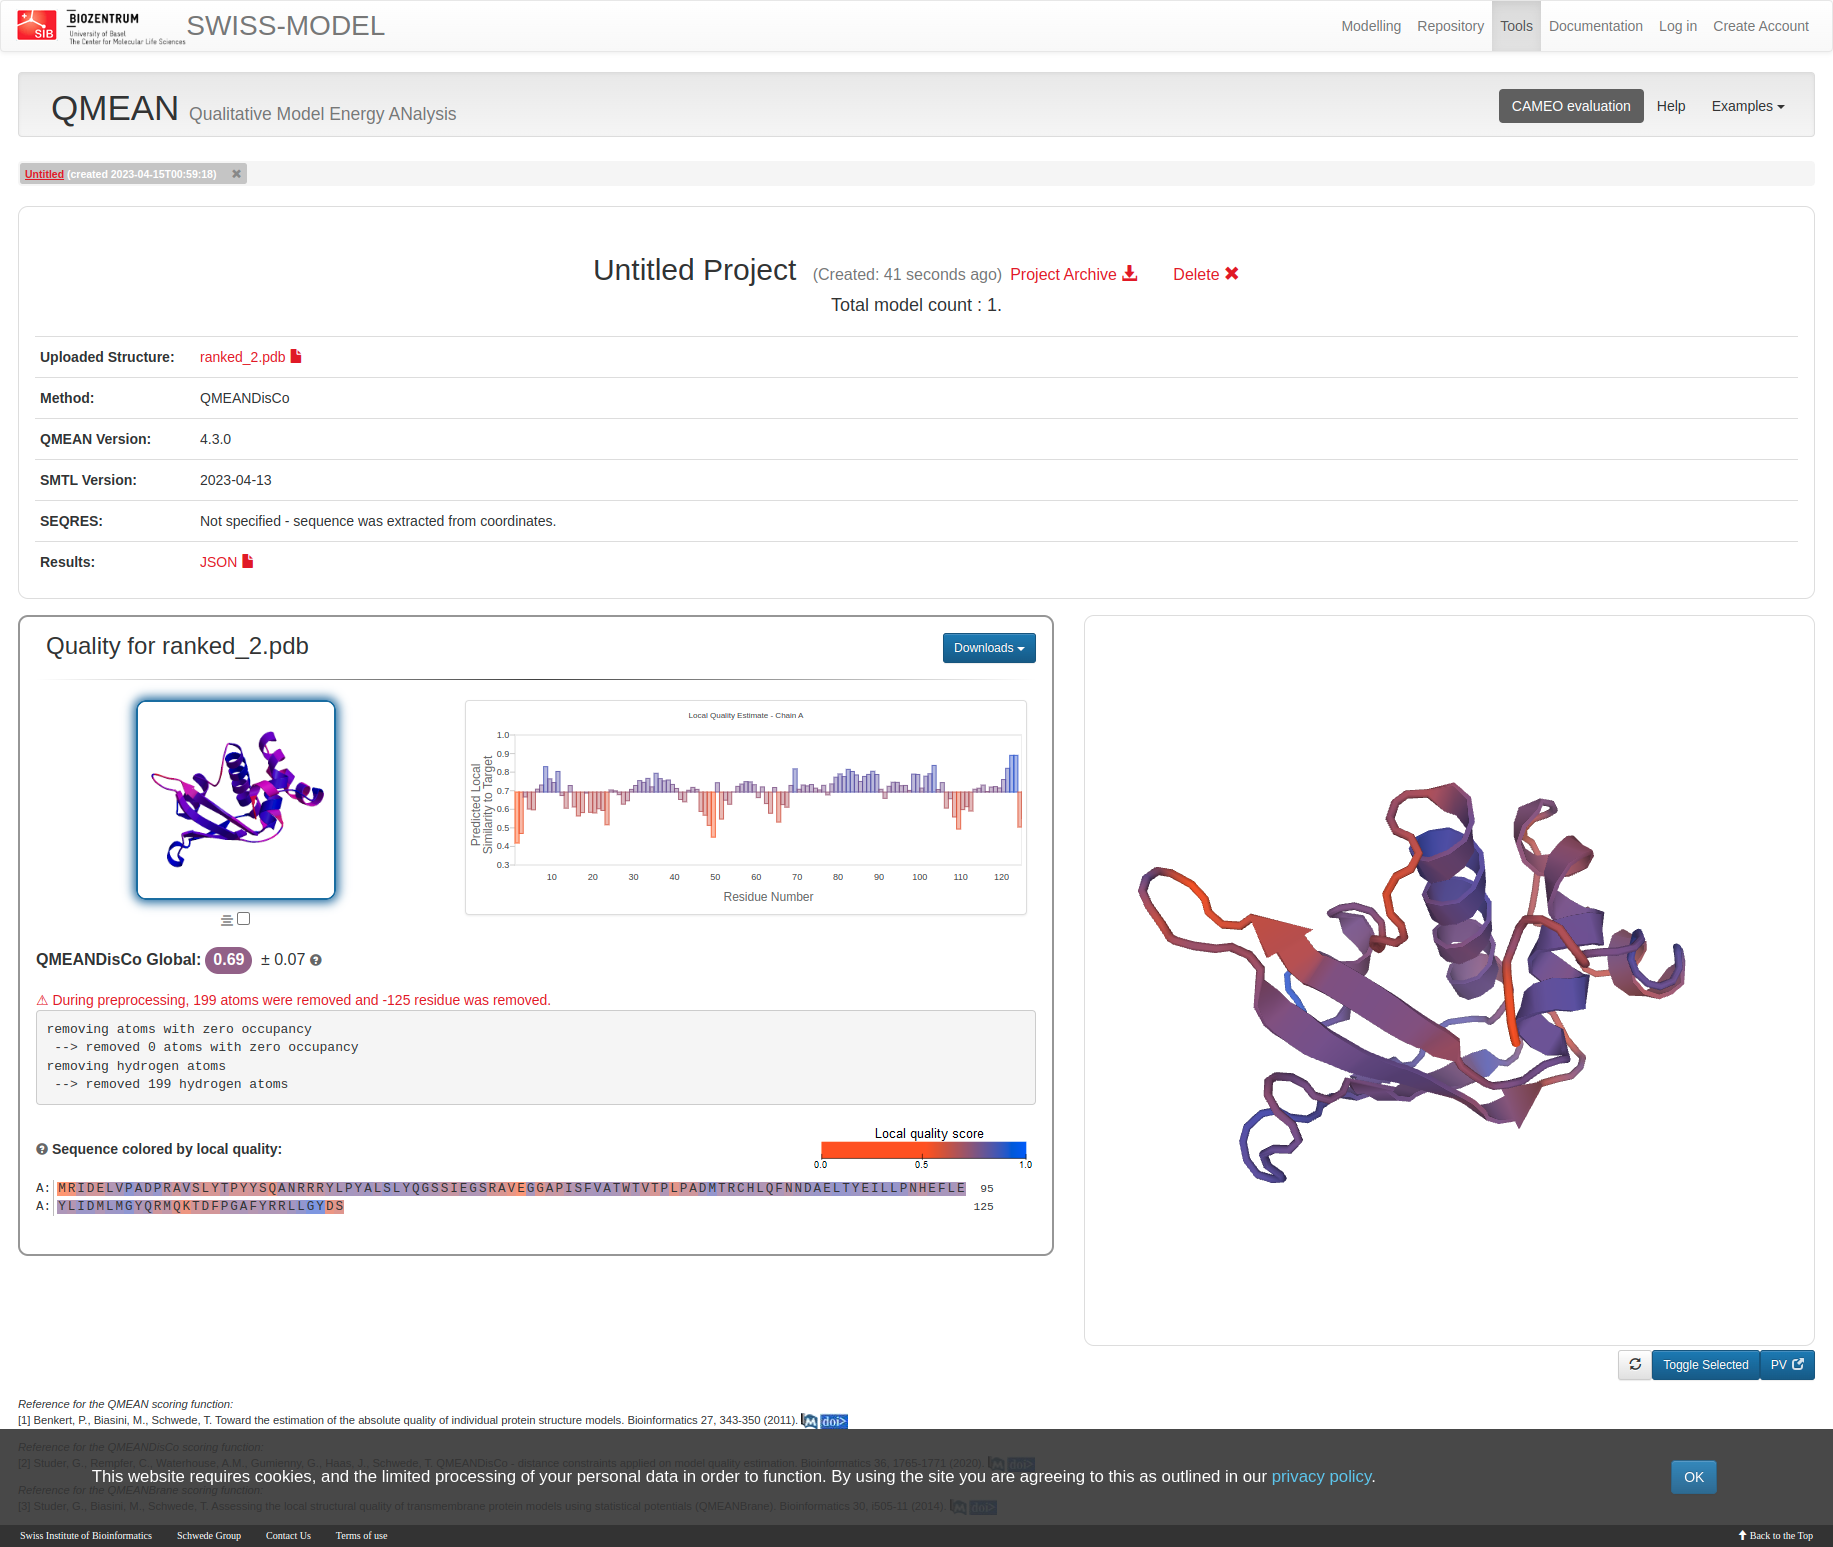 SIB
BIOZENTRUM
University of Basel
The Center for Molecular Life Sciences
SWISS-MODEL
Modelling Repository Tools Documentation Log in Create Account
QMEAN Qualitative Model Energy ANalysis
CAMEO evaluation Help Examples
Untitled (created 2023-04-15T00:59:18)
Untitled Project (Created: 41 seconds ago) Project Archive Delete
Total model count : 1.
Uploaded Structure: ranked_2.pdb
Method: QMEANDisCo
QMEAN Version: 4.3.0
SMTL Version: 2023-04-13
SEQRES: Not specified - sequence was extracted from coordinates.
Results: JSON
Quality for ranked_2.pdb
Downloads
Local Quality Estimate - Chain A
Predicted Local
Similarity to Target
1.0
0.9
0.8
0.7
0.6
0.5
0.4
0.3
10 20 30 40 50 60 70 80 90 100 110 120
Residue Number
QMEANDisCo Global: 0.69 ± 0.07
⚠ During preprocessing, 199 atoms were removed and -125 residue was removed.
removing atoms with zero occupancy
--> removed 0 atoms with zero occupancy
removing hydrogen atoms
--> removed 199 hydrogen atoms
Sequence colored by local quality:
Local quality score
0.0 0.5 1.0
A: MRIDELVPADPRAVSLYTPYYSQANRRRYLPYALSLYQGSSIEGSRAVEGGAPISFVATWTVTPLPADMTRCHLQFNNDAELTYEILLPNHEFLE 95
A: YLIDMLMGYQRMQKTDFPGAFYRRLLGYDS 125
Toggle Selected PV
Reference for the QMEAN scoring function:
[1] Benkert, P., Biasini, M., Schwede, T. Toward the estimation of the absolute quality of individual protein structure models. Bioinformatics 27, 343-350 (2011). M doi>
Reference for the QMEANDisCo scoring function:
[2] Studer, G., Rempfer, C., Waterhouse, A.M., Gumienny, G., Haas, J., Schwede, T. QMEANDisCo - distance constraints applied on model quality estimation. Bioinformatics 36, 1765-1771 (2020). M doi>
This website requires cookies, and the limited processing of your personal data in order to function. By using the site you are agreeing to this as outlined in our privacy policy.
OK
Reference for the QMEANBrane scoring function:
[3] Studer, G., Biasini, M., Schwede, T. Assessing the local structural quality of transmembrane protein models using statistical potentials (QMEANBrane). Bioinformatics 30, i505-11 (2014). M doi>
Swiss Institute of Bioinformatics Schwede Group Contact Us Terms of use
Back to the Top